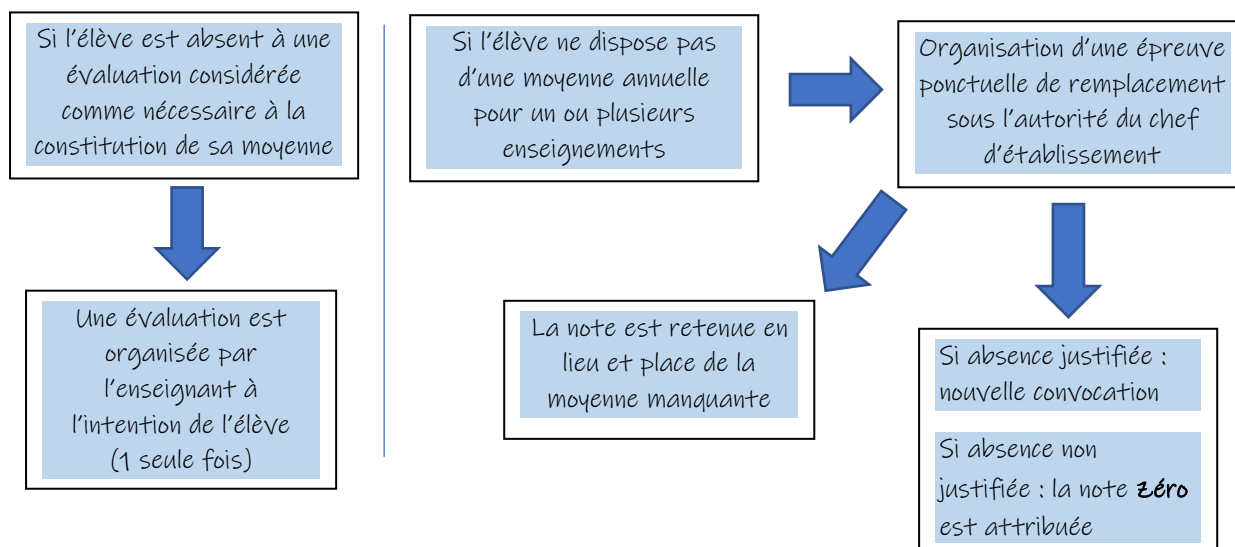 Si l'élève est absent à une
évaluation considérée
comme nécessaire à la
constitution de sa moyenne
Une évaluation est
organisée par
l'enseignant à
l'intention de l'élève
(1 seule fois)
Si l'élève ne dispose pas
d'une moyenne annuelle
pour un ou plusieurs
enseignements
Organisation d'une épreuve
ponctuelle de remplacement
sous l'autorité du chef
d'établissement
La note est retenue en
lieu et place de la
moyenne manquante
Si absence justifiée :
nouvelle convocation
Si absence non
justifiée : la note zéro
est attribuée